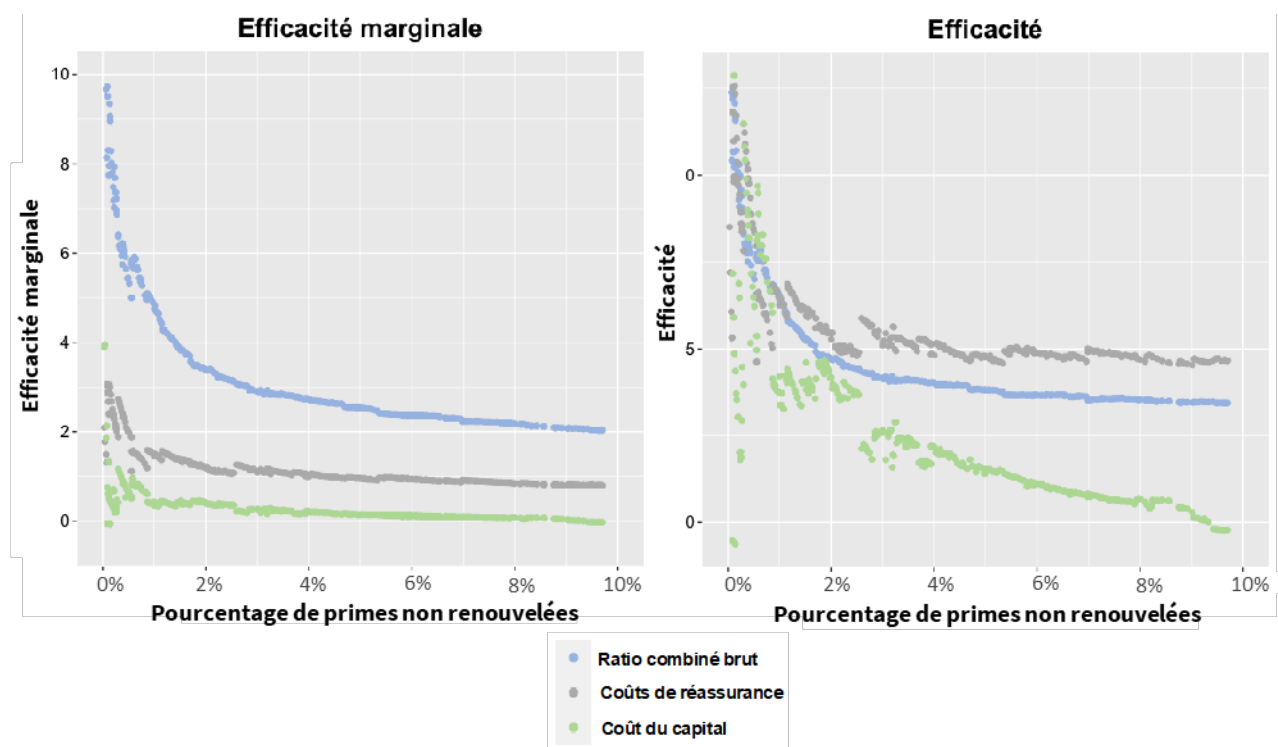 Efficacité marginale
Efficacité
10
8
6
4
2
0
Efficacité marginale
0%
2%
4%
6%
8%
10%
Pourcentage de primes non renouvelées
0
5
0
Efficacité
0%
2%
4%
6%
8%
10%
Pourcentage de primes non renouvelées
Ratio combiné brut
Coûts de réassurance
Coût du capital